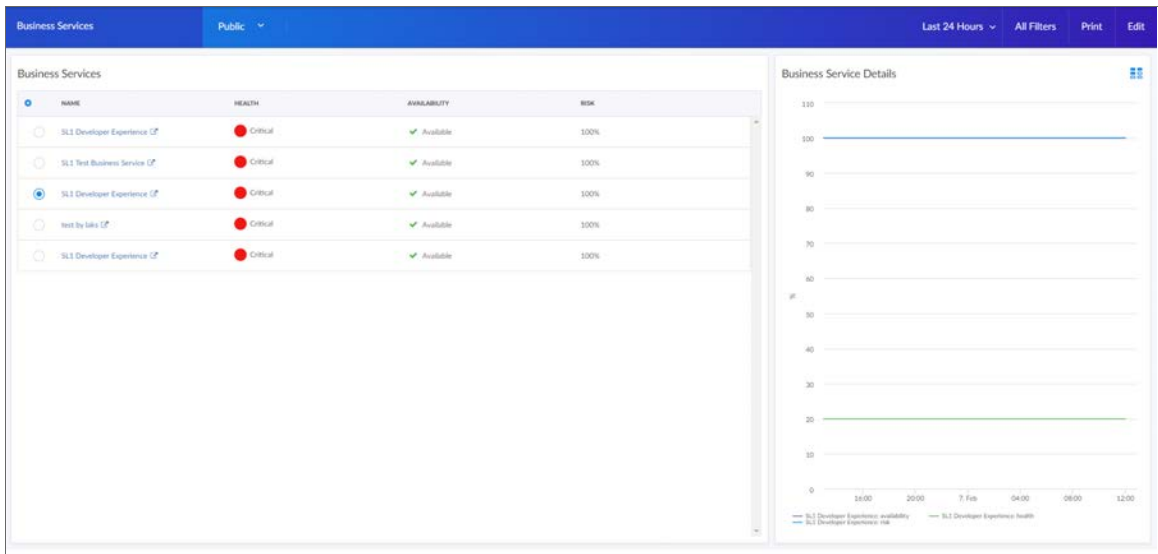 Business Services
Public
Last 24 Hours
All Filters
Print
Edit
Business Services
NAME HEALTH AVAILABILITY RISK
SL1 Developer Experience Critical Available 100%
SL1 Test Business Service Critical Available 100%
SL1 Developer Experience Critical Available 100%
test by laks Critical Available 100%
SL1 Developer Experience Critical Available 100%
Business Service Details
110
100
90
80
70
60
%
50
40
30
20
10
0
16:00 20:00 7. Feb 04:00 08:00 12:00
SL1 Developer Experience: availability SL1 Developer Experience: health
SL1 Developer Experience: risk